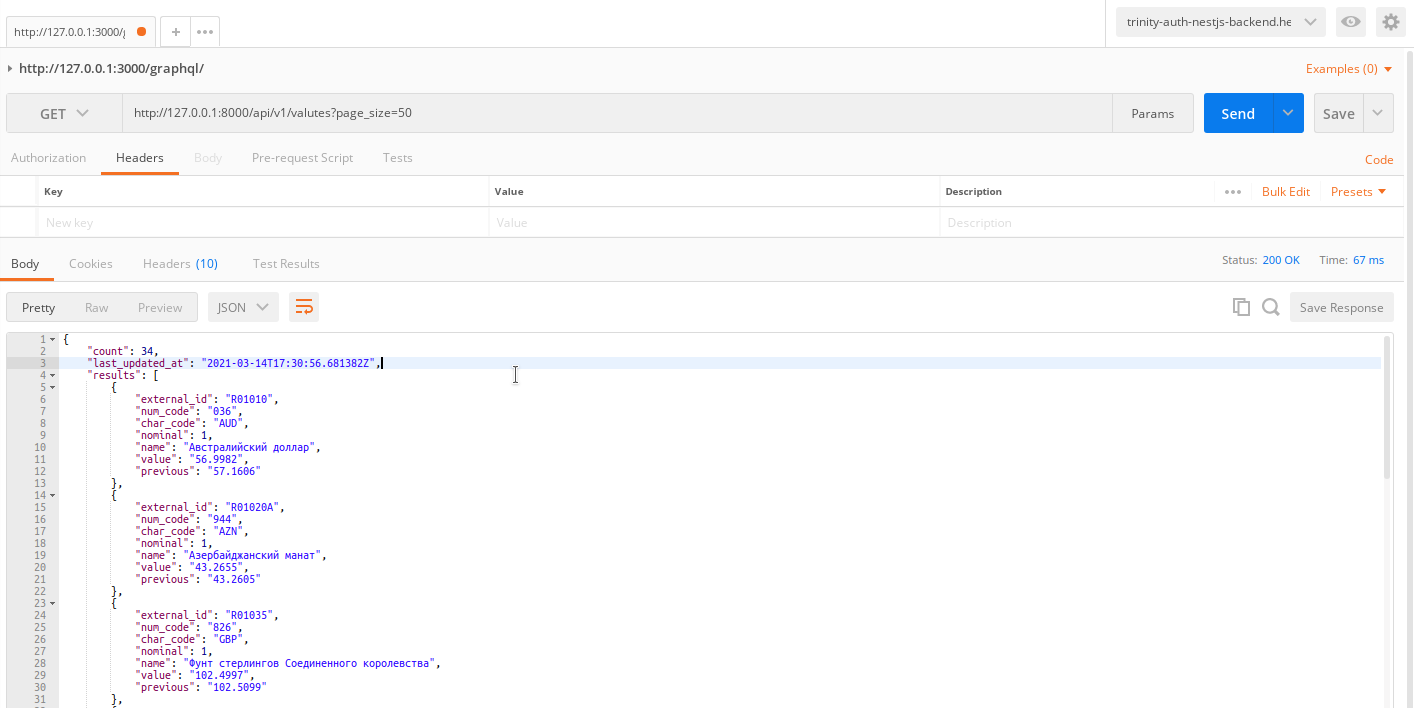 http://127.0.0.1:3000/g
+ •••
trinity-auth-nestjs-backend.he
http://127.0.0.1:3000/graphql/
Examples (0)
GET http://127.0.0.1:8000/api/v1/valutes?page_size=50 Params Send Save
Authorization Headers Body Pre-request Script Tests Code
Key Value Description ••• Bulk Edit Presets
New key Value Description
Body Cookies Headers (10) Test Results Status: 200 OK Time: 67 ms
Pretty Raw Preview JSON Save Response
1 {
2 "count": 34,
3 "last_updated_at": "2021-03-14T17:30:56.681382Z",
4 "results": [
5 {
6 "external_id": "R01010",
7 "num_code": "036",
8 "char_code": "AUD",
9 "nominal": 1,
10 "name": "Австралийский доллар",
11 "value": "56.9982",
12 "previous": "57.1606"
13 },
14 {
15 "external_id": "R01020A",
16 "num_code": "944",
17 "char_code": "AZN",
18 "nominal": 1,
19 "name": "Азербайджанский манат",
20 "value": "43.2655",
21 "previous": "43.2605"
22 },
23 {
24 "external_id": "R01035",
25 "num_code": "826",
26 "char_code": "GBP",
27 "nominal": 1,
28 "name": "Фунт стерлингов Соединенного королевства",
29 "value": "102.4997",
30 "previous": "102.5099"
31 },